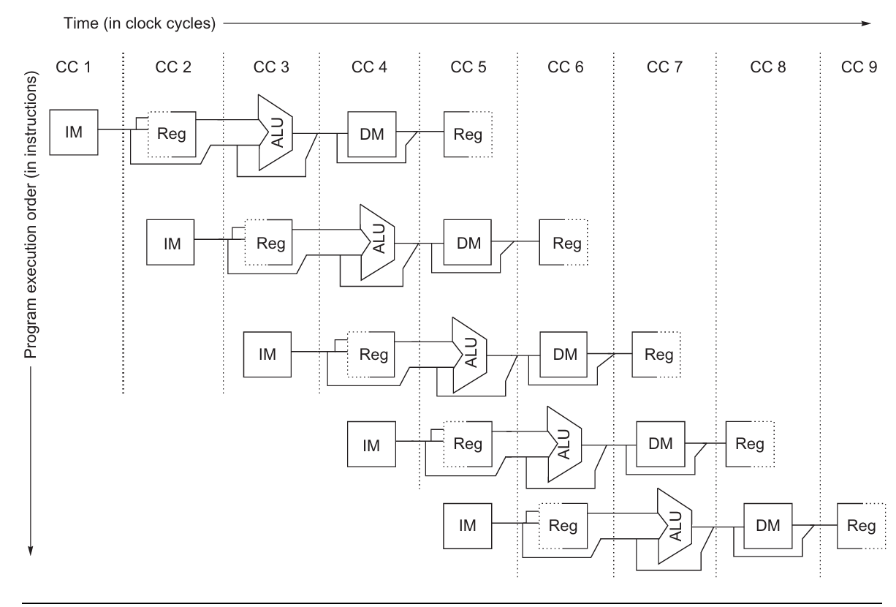 Time (in clock cycles)
CC 1 CC 2 CC 3 CC 4 CC 5 CC 6 CC 7 CC 8 CC 9
Program execution order (in instructions)
IM Reg ALU DM Reg
IM Reg ALU DM Reg
IM Reg ALU DM Reg
IM Reg ALU DM Reg
IM Reg ALU DM Reg